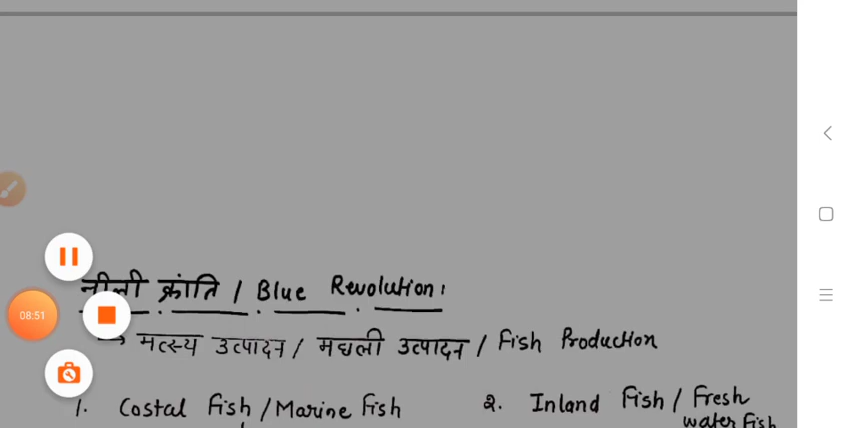 नीली क्रांति / Blue Revolution:
→ मत्स्य उत्पादन / मछली उत्पादन / Fish Production
1. Costal Fish / Marine Fish
2. Inland Fish / Fresh
water Fish
08:51